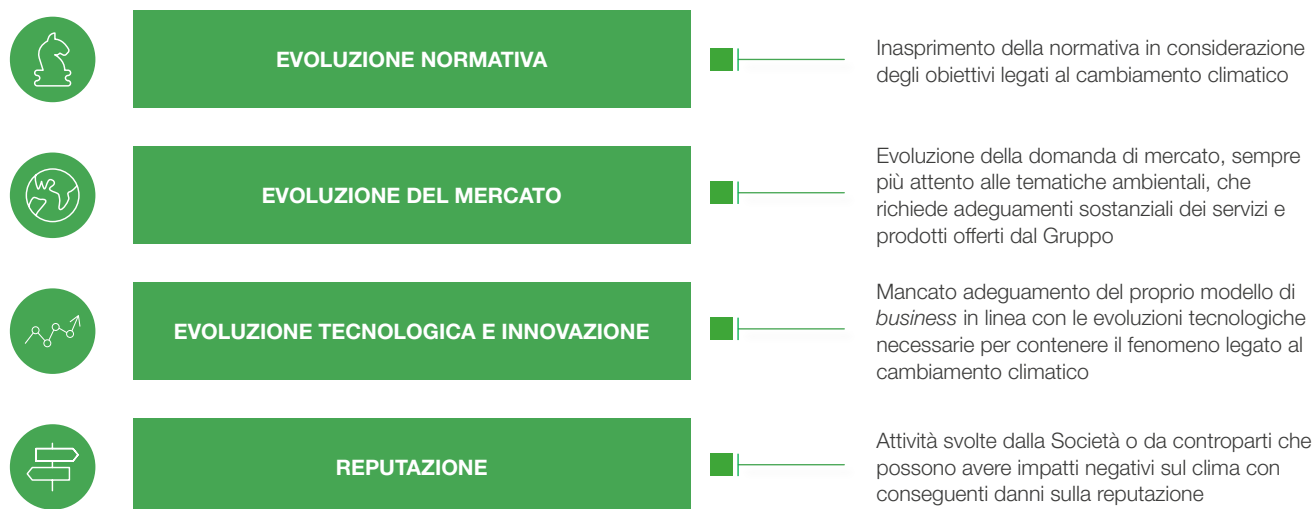 EVOLUZIONE NORMATIVA
Inasprimento della normativa in considerazione
degli obiettivi legati al cambiamento climatico
EVOLUZIONE DEL MERCATO
Evoluzione della domanda di mercato, sempre
più attento alle tematiche ambientali, che
richiede adeguamenti sostanziali dei servizi e
prodotti offerti dal Gruppo
EVOLUZIONE TECNOLOGICA E INNOVAZIONE
Mancato adeguamento del proprio modello di
business in linea con le evoluzioni tecnologiche
necessarie per contenere il fenomeno legato al
cambiamento climatico
REPUTAZIONE
Attività svolte dalla Società o da controparti che
possono avere impatti negativi sul clima con
conseguenti danni sulla reputazione